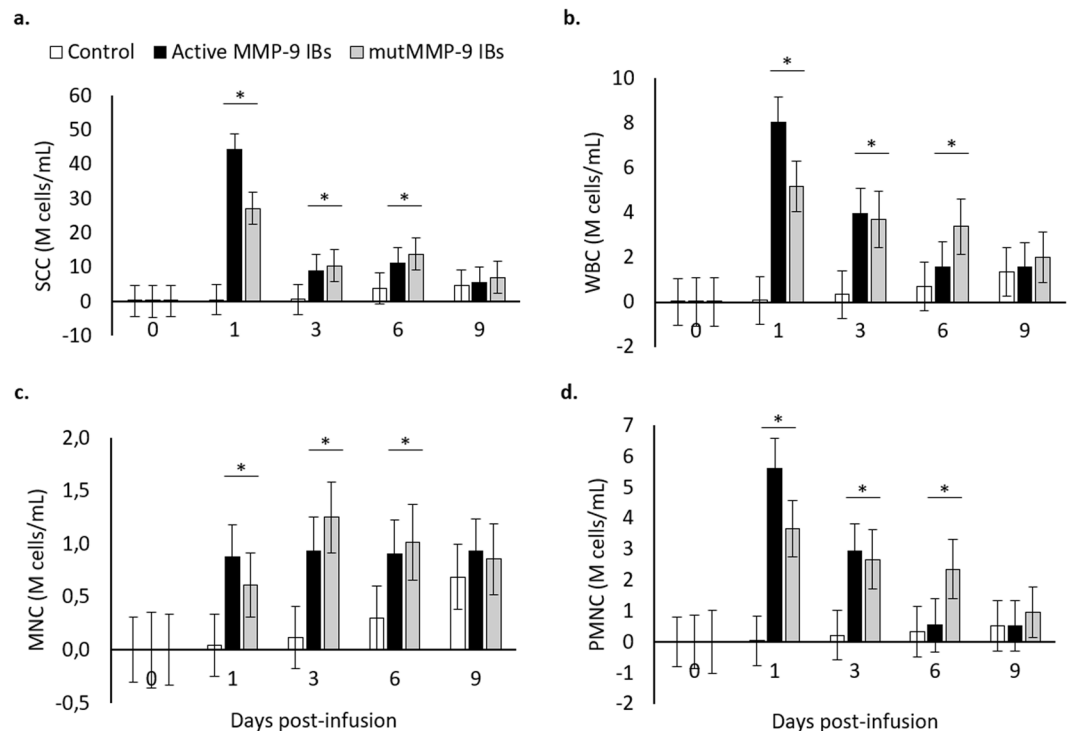 a.
Control Active MMP-9 IBs mutMMP-9 IBs
SCC (M cells/mL)
60
50
40
30
20
10
0
-10
* * *
0 1 3 6 9
b.
WBC (M cells/mL)
10
8
6
4
2
0
-2
* * *
0 1 3 6 9
c.
MNC (M cells/mL)
2,0
1,5
1,0
0,5
0,0
-0,5
* * *
0 1 3 6 9
Days post-infusion
d.
PMNC (M cells/mL)
7
6
5
4
3
2
1
0
-1
-2
* * *
0 1 3 6 9
Days post-infusion